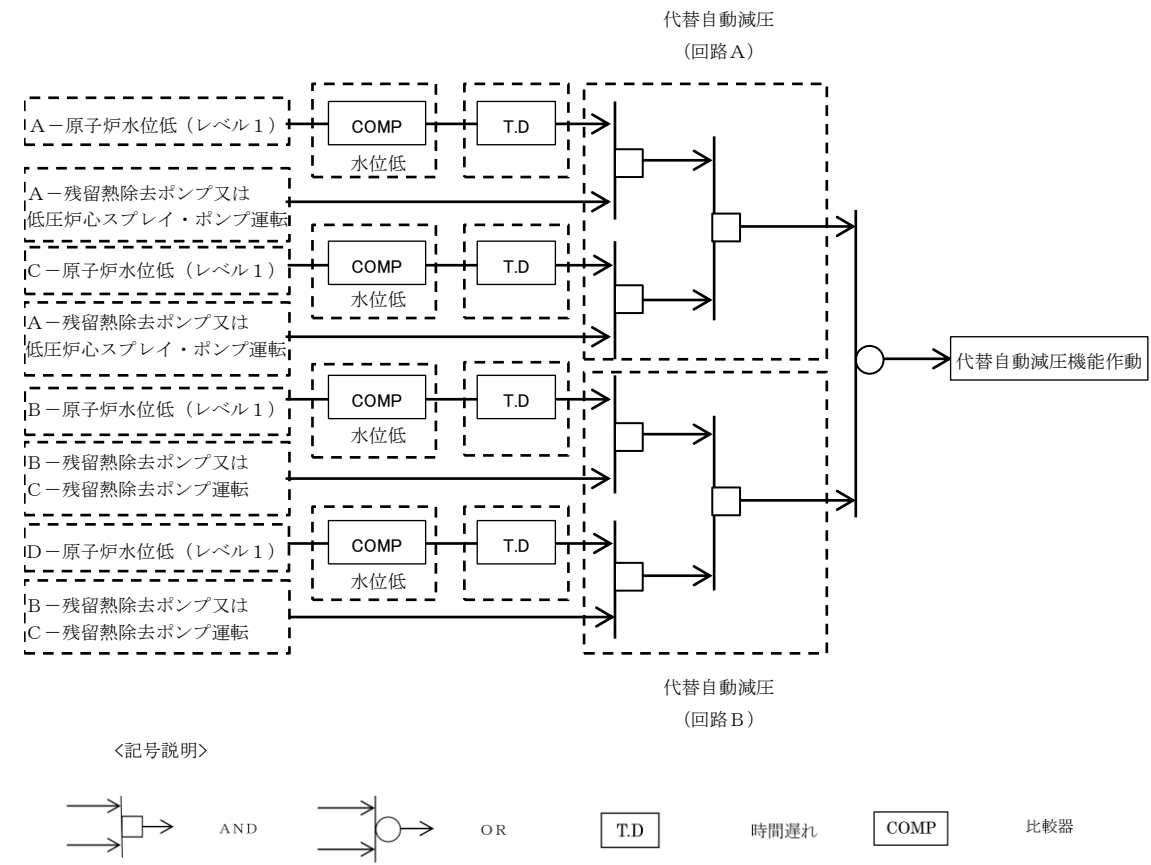 代替自動減圧
(回路A)
A-原子炉水位低(レベル1)
COMP
T.D
水位低
A-残留熱除去ポンプ又は
低圧炉心スプレイ・ポンプ運転
C-原子炉水位低(レベル1)
COMP
T.D
水位低
A-残留熱除去ポンプ又は
低圧炉心スプレイ・ポンプ運転
代替自動減圧機能作動
B-原子炉水位低(レベル1)
COMP
T.D
水位低
B-残留熱除去ポンプ又は
C-残留熱除去ポンプ運転
D-原子炉水位低(レベル1)
COMP
T.D
水位低
B-残留熱除去ポンプ又は
C-残留熱除去ポンプ運転
代替自動減圧
(回路B)
<記号説明>
AND
OR
T.D
時間遅れ
COMP
比較器